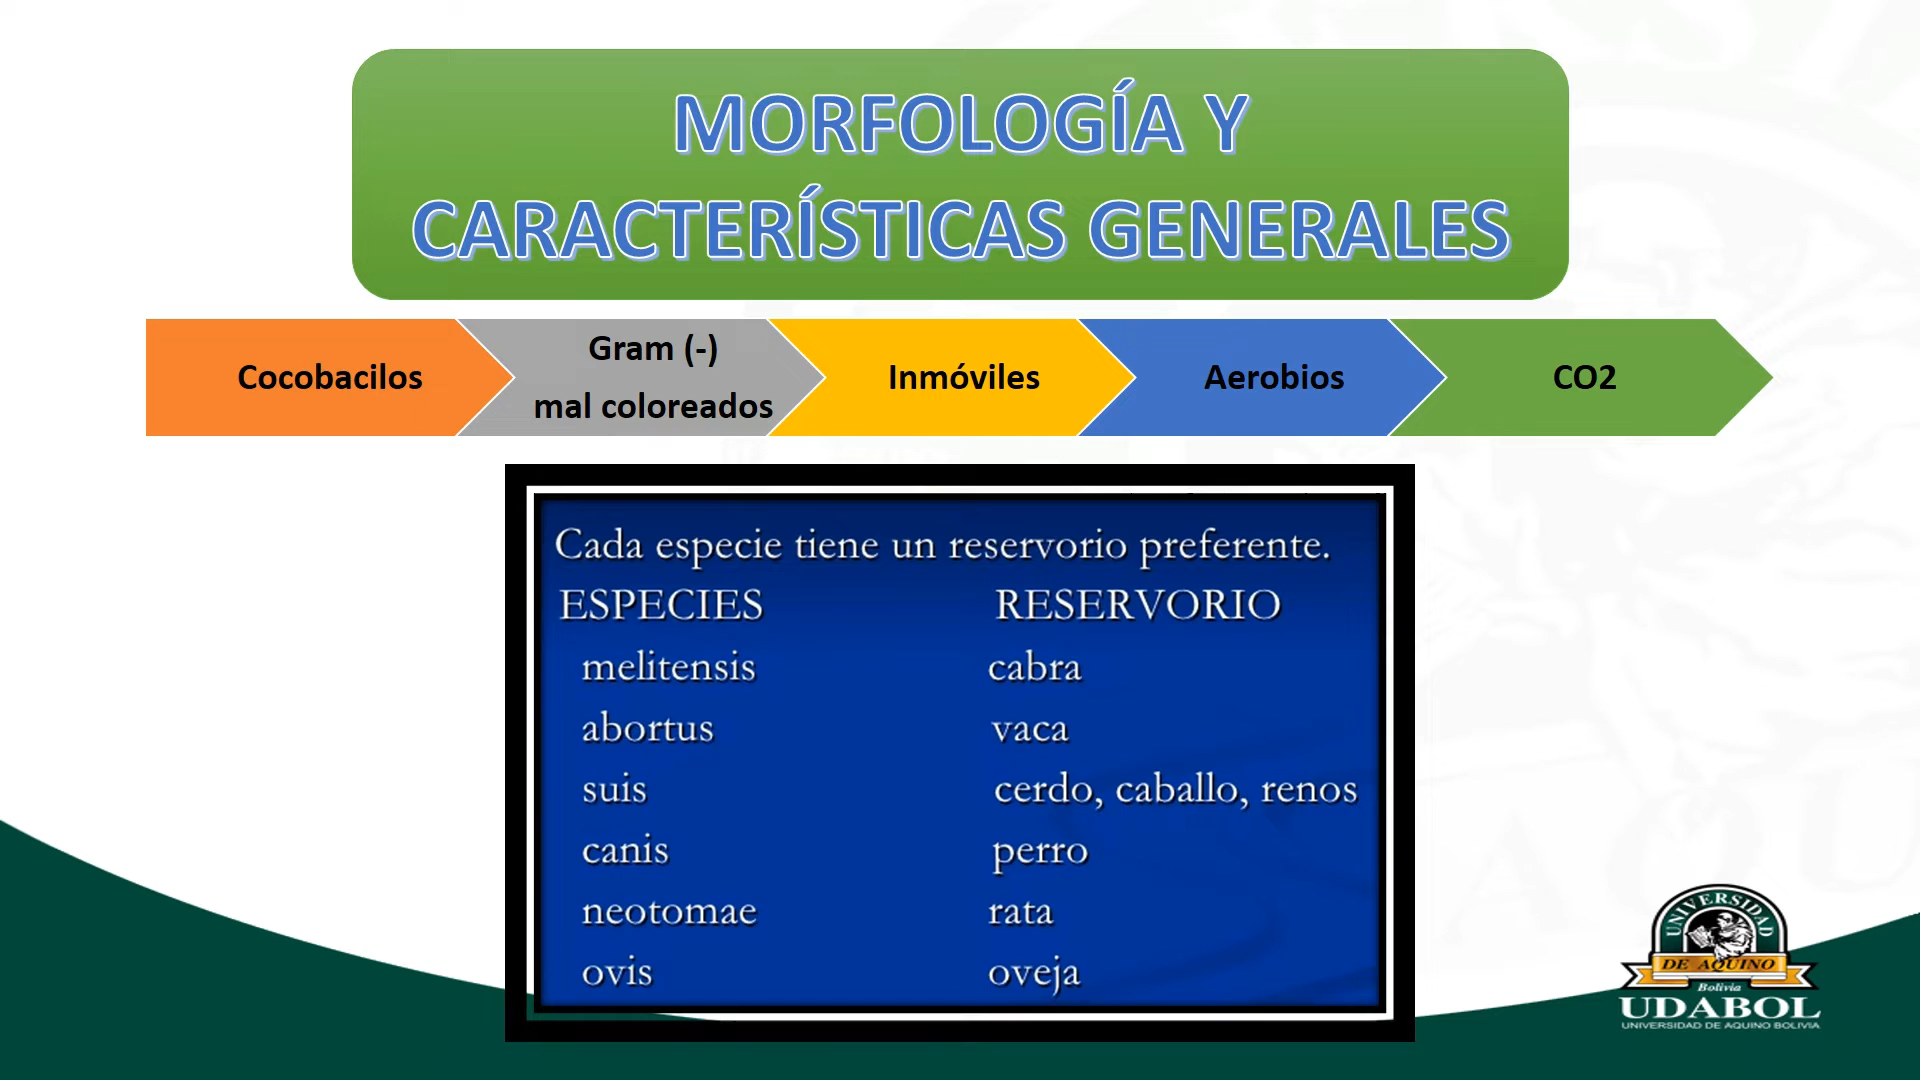 MORFOLOGÍA Y
CARACTERÍSTICAS GENERALES
Cocobacilos
Gram (-)
mal coloreados
Inmóviles
Aerobios
CO2
Cada especie tiene un reservorio preferente.
ESPECIES RESERVORIO
melitensis cabra
abortus vaca
suis cerdo, caballo, renos
canis perro
neotomae rata
ovis oveja
UNIVERSIDAD
DE AQUINO
Bolivia
UDABOL
UNIVERSIDAD DE AQUINO BOLIVIA